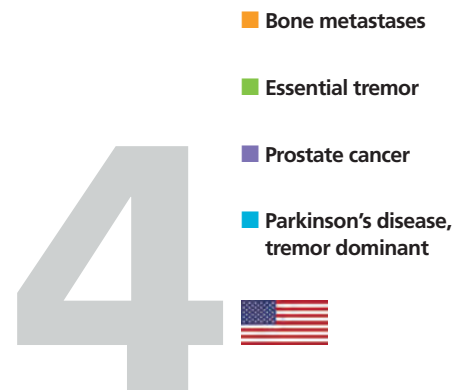 Bone metastases
Essential tremor
Prostate cancer
Parkinson’s disease,
tremor dominant
4